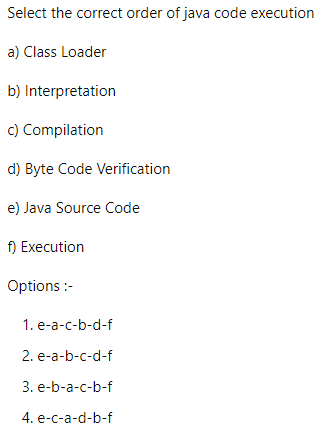 Select the correct order of java code execution
a) Class Loader
b) Interpretation
c) Compilation
d) Byte Code Verification
e) Java Source Code
f) Execution
Options :-
1. e-a-c-b-d-f
2. e-a-b-c-d-f
3. e-b-a-c-b-f
4. e-c-a-d-b-f